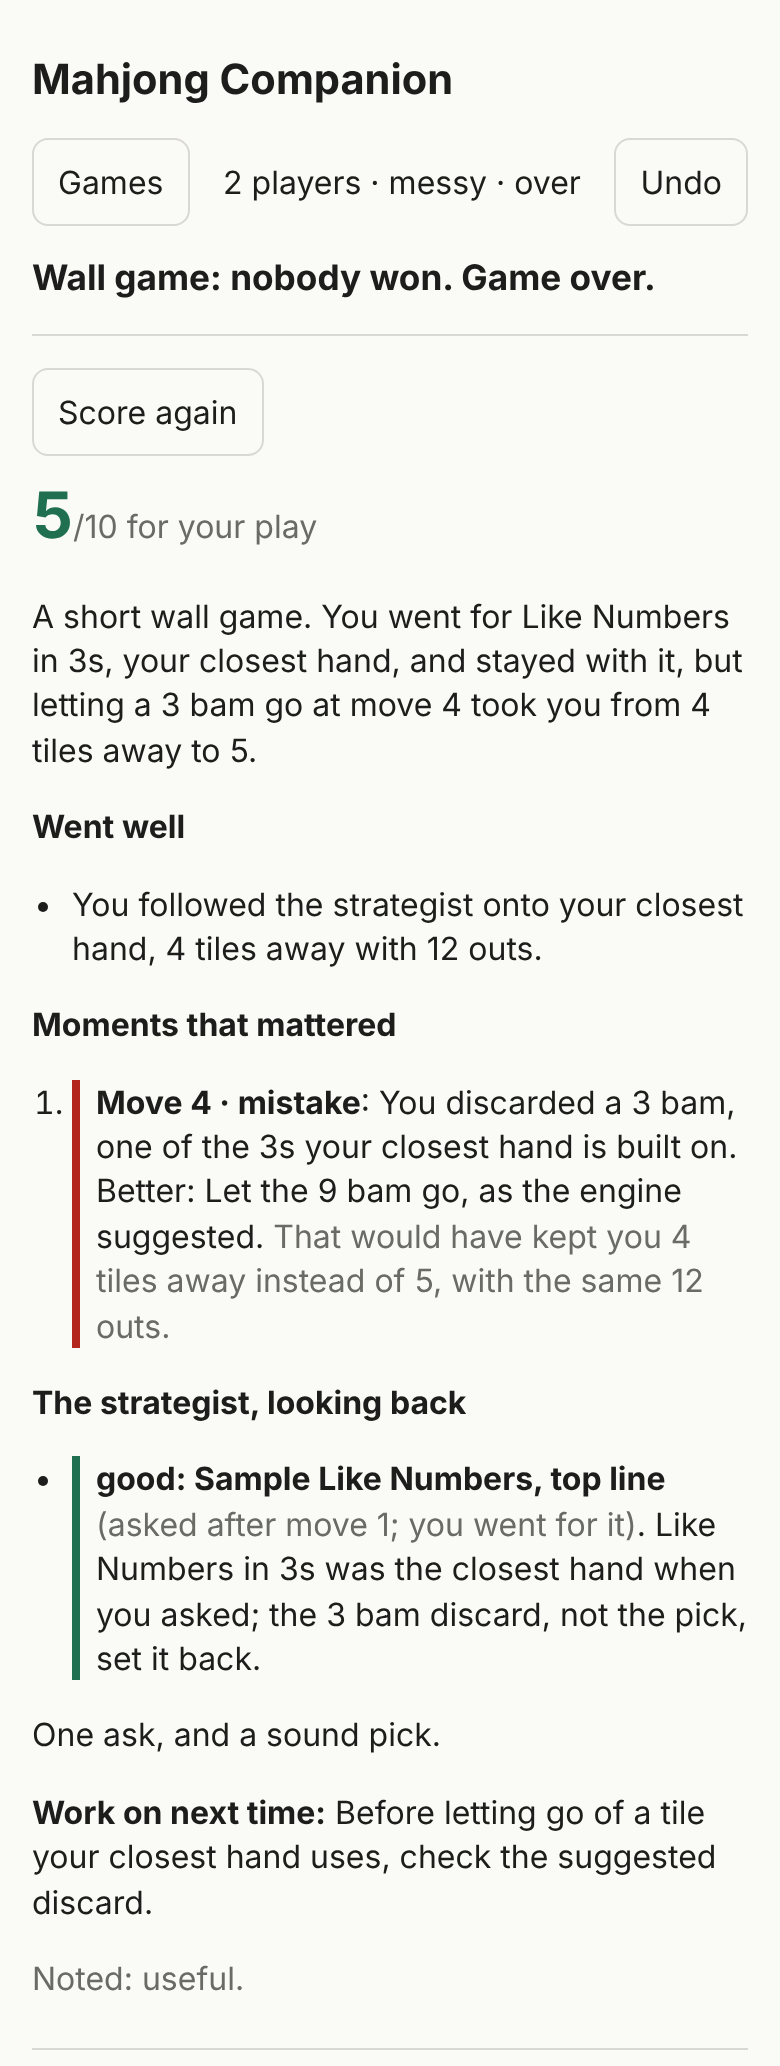 Mahjong Companion
Games
2 players · messy · over
Undo
Wall game: nobody won. Game over.
Score again
5/10 for your play
A short wall game. You went for Like Numbers
in 3s, your closest hand, and stayed with it, but
letting a 3 bam go at move 4 took you from 4
tiles away to 5.
Went well
• You followed the strategist onto your closest
hand, 4 tiles away with 12 outs.
Moments that mattered
1. Move 4 · mistake: You discarded a 3 bam,
one of the 3s your closest hand is built on.
Better: Let the 9 bam go, as the engine
suggested. That would have kept you 4
tiles away instead of 5, with the same 12
outs.
The strategist, looking back
• good: Sample Like Numbers, top line
(asked after move 1; you went for it). Like
Numbers in 3s was the closest hand when
you asked; the 3 bam discard, not the pick,
set it back.
One ask, and a sound pick.
Work on next time: Before letting go of a tile
your closest hand uses, check the suggested
discard.
Noted: useful.